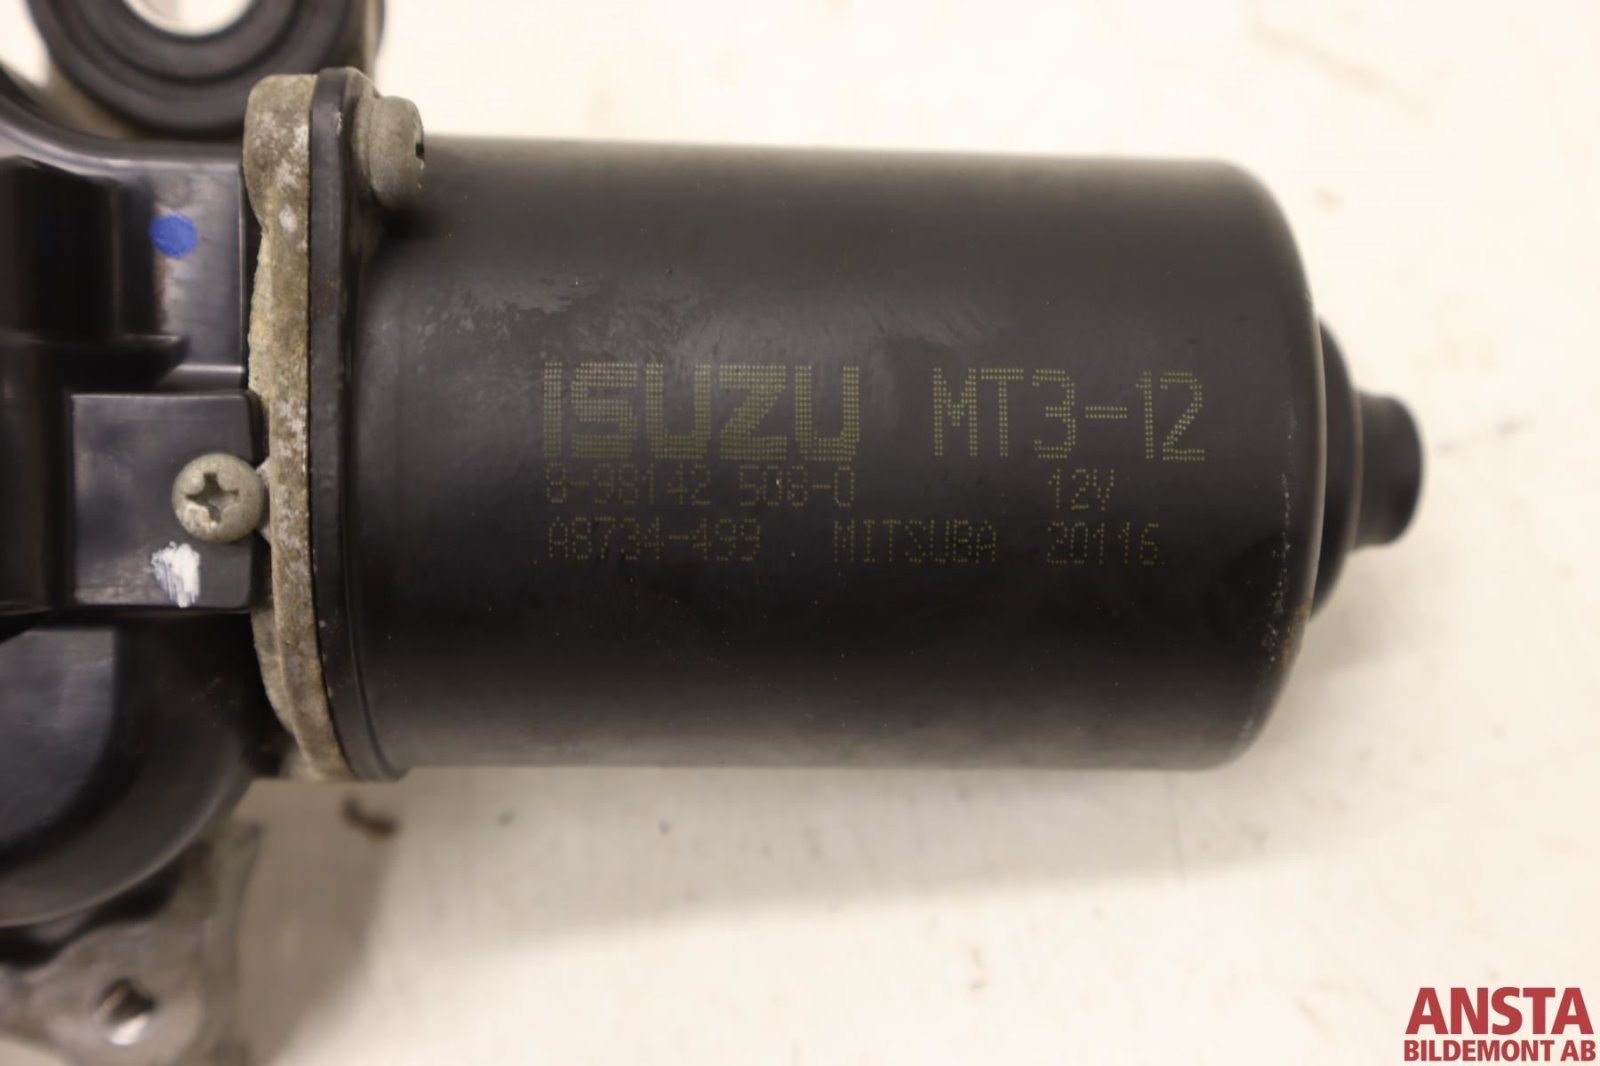 ISUZU MT3-12
8-98142 508-0 12V
A8734-499 MITSUBA 20116
ANSTA
BILDEMONT AB